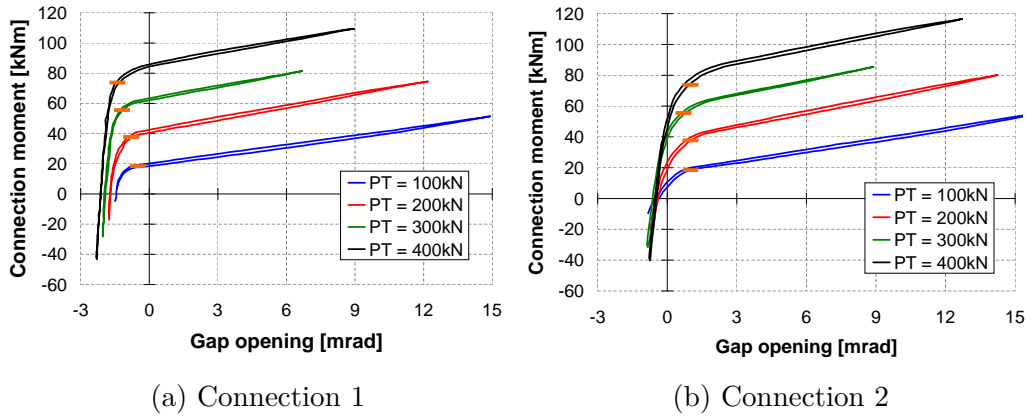 Connection moment [kNm]
120
100
80
60
40
20
0
-20
-40
-60
-3 0 3 6 9 12 15
Gap opening [mrad]
PT = 100kN
PT = 200kN
PT = 300kN
PT = 400kN
(a) Connection 1
Connection moment [kNm]
120
100
80
60
40
20
0
-20
-40
-60
-3 0 3 6 9 12 15
Gap opening [mrad]
PT = 100kN
PT = 200kN
PT = 300kN
PT = 400kN
(b) Connection 2